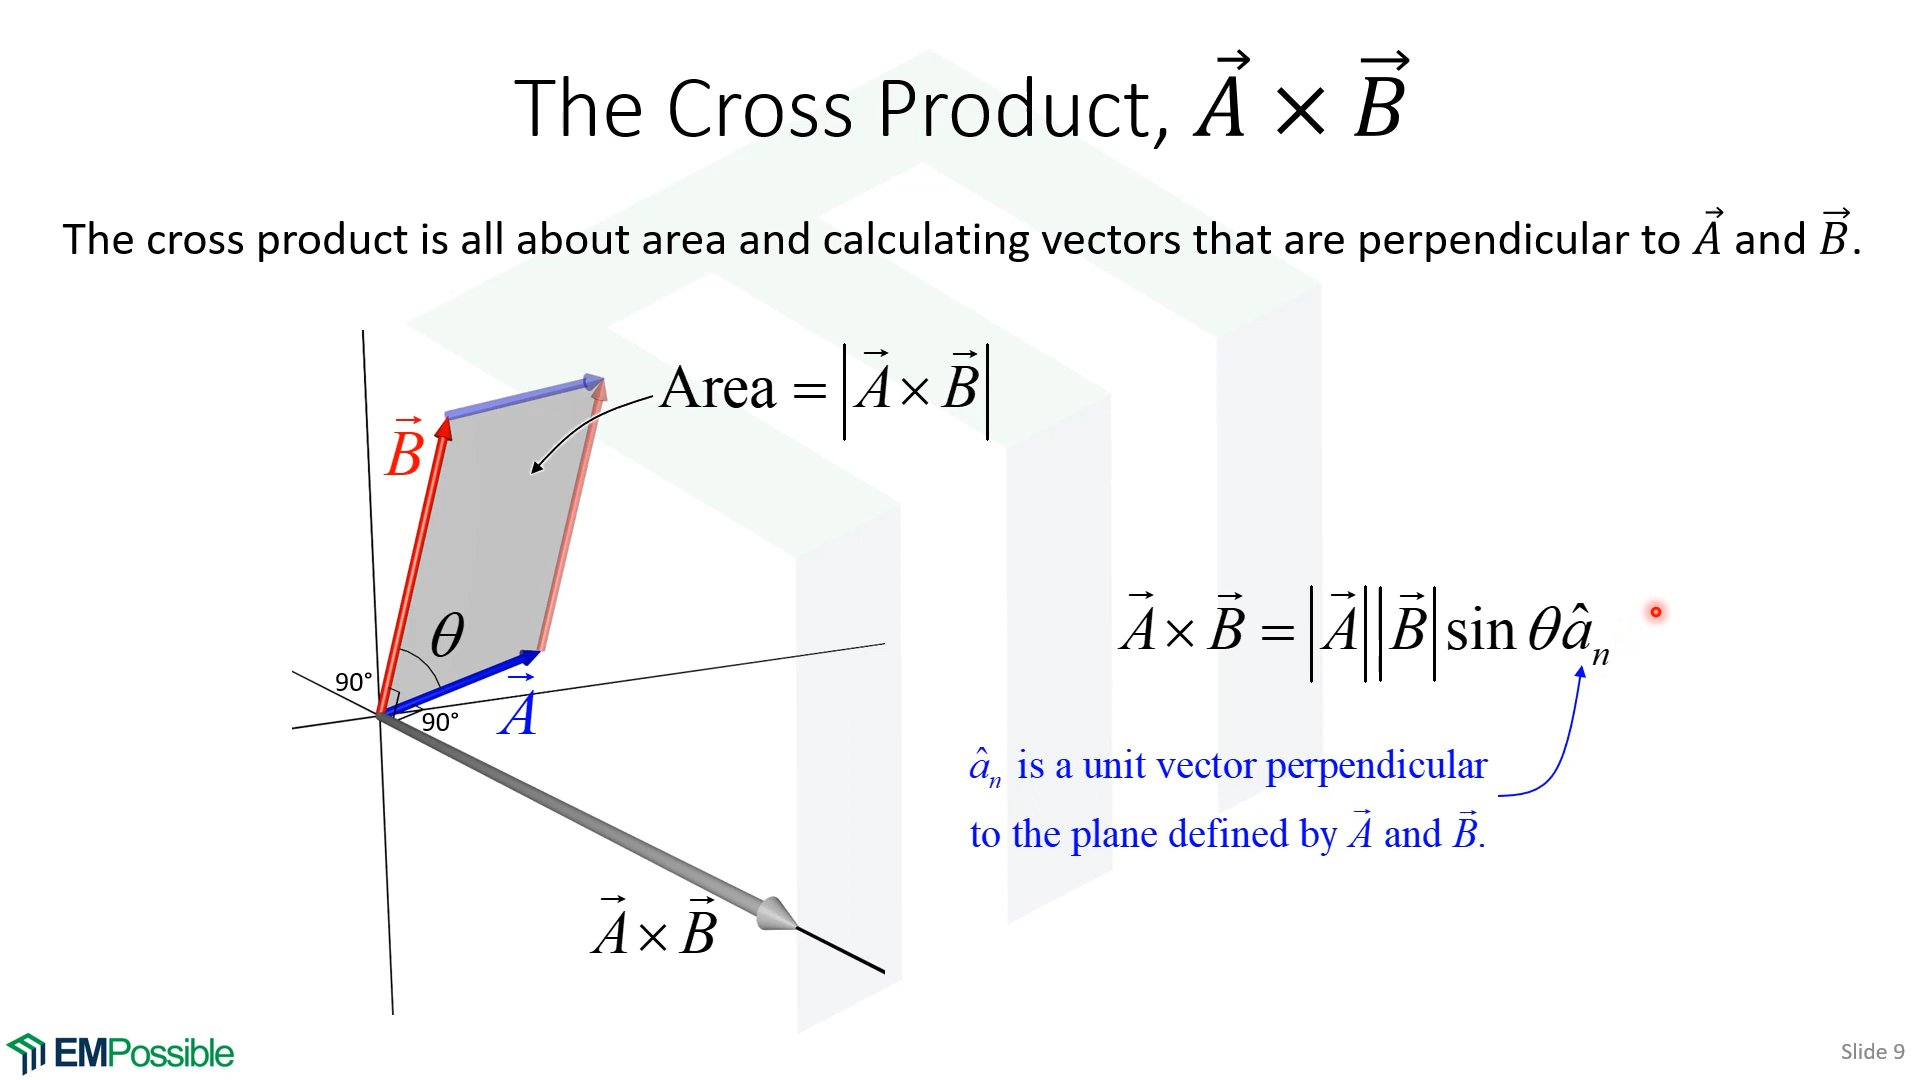 The Cross Product, A⃗ × B⃗
The cross product is all about area and calculating vectors that are perpendicular to A⃗ and B⃗.
Area = |A⃗ × B⃗|
B⃗
θ
90°
90°
A⃗
A⃗ × B⃗ = |A⃗||B⃗| sin θ âₙ
âₙ is a unit vector perpendicular
to the plane defined by A⃗ and B⃗.
A⃗ × B⃗
EMPossible
Slide 9